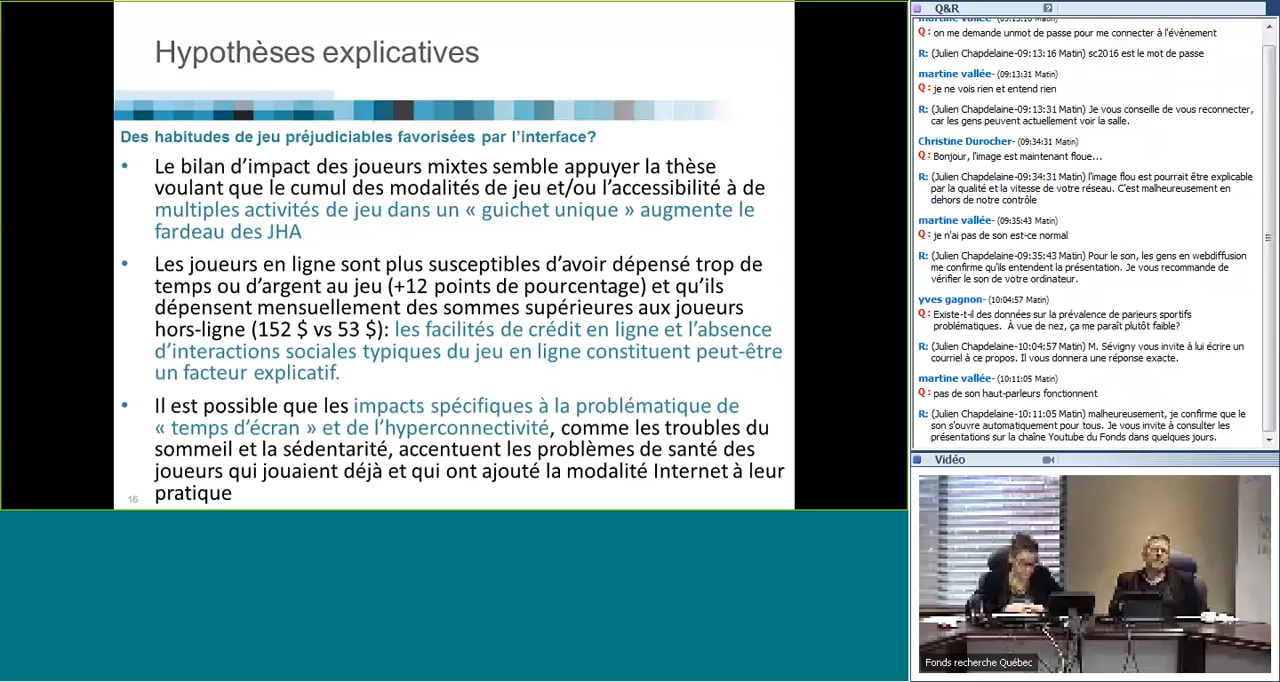 Hypothèses explicatives
Des habitudes de jeu préjudiciables favorisées par l'interface?
• Le bilan d'impact des joueurs mixtes semble appuyer la thèse
voulant que le cumul des modalités de jeu et/ou l'accessibilité à de
multiples activités de jeu dans un « guichet unique » augmente le
fardeau des JHA
• Les joueurs en ligne sont plus susceptibles d'avoir dépensé trop de
temps ou d'argent au jeu (+12 points de pourcentage) et qu'ils
dépensent mensuellement des sommes supérieures aux joueurs
hors-ligne (152 $ vs 53 $): les facilités de crédit en ligne et l'absence
d'interactions sociales typiques du jeu en ligne constituent peut-être
un facteur explicatif.
• Il est possible que les impacts spécifiques à la problématique de
« temps d'écran » et de l'hyperconnectivité, comme les troubles du
sommeil et la sédentarité, accentuent les problèmes de santé des
joueurs qui jouaient déjà et qui ont ajouté la modalité Internet à leur
pratique
16
Q&R
martine vallée-
Q: on me demande unmot de passe pour me connecter à l'évènement
R: (Julien Chapdelaine-09:13:16 Matin) sc2016 est le mot de passe
martine vallée- (09:13:31 Matin)
Q: je ne vois rien et entend rien
R: (Julien Chapdelaine-09:13:31 Matin) Je vous conseille de vous reconnecter,
car les gens peuvent actuellement voir la salle.
Christine Durocher- (09:34:31 Matin)
Q: Bonjour, l'image est maintenant floue...
R: (Julien Chapdelaine-09:34:31 Matin) l'image flou est pourrait être explicable
par la qualité et la vitesse de votre réseau. C'est malheureusement en
dehors de notre contrôle
martine vallée- (09:35:43 Matin)
Q: je n'ai pas de son est-ce normal
R: (Julien Chapdelaine-09:35:43 Matin) Pour le son, les gens en webdiffusion
me confirme qu'ils entendent la présentation. Je vous recommande de
vérifier le son de votre ordinateur.
yves gagnon- (10:04:57 Matin)
Q: Existe-t-il des données sur la prévalence de parieurs sportifs
problématiques. À vue de nez, ça me paraît plutôt faible?
R: (Julien Chapdelaine-10:04:57 Matin) M. Sévigny vous invite à lui écrire un
courriel à ce propos. Il vous donnera une réponse exacte.
martine vallée- (10:11:05 Matin)
Q: pas de son haut-parleurs fonctionnent
R: (Julien Chapdelaine-10:11:05 Matin) malheureusement, je confirme que le
son s'ouvre automatiquement pour tous. Je vous invite à consulter les
présentations sur la chaîne Youtube du Fonds dans quelques jours.
Vidéo
Fonds recherche Québec